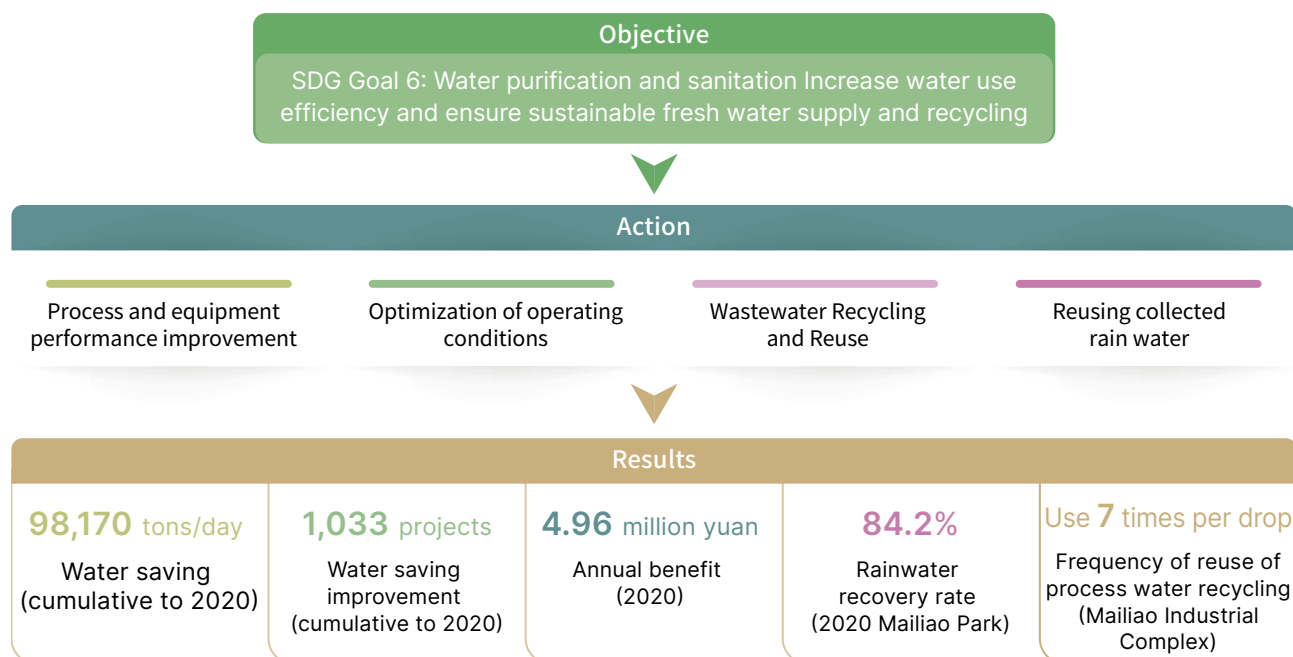 Objective
SDG Goal 6: Water purification and sanitation Increase water use
efficiency and ensure sustainable fresh water supply and recycling
Action
Process and equipment
performance improvement
Optimization of operating
conditions
Wastewater Recycling
and Reuse
Reusing collected
rain water
Results
98,170 tons/day
Water saving
(cumulative to 2020)
1,033 projects
Water saving
improvement
(cumulative to 2020)
4.96 million yuan
Annual benefit
(2020)
84.2%
Rainwater
recovery rate
(2020 Mailiao Park)
Use 7 times per drop
Frequency of reuse of
process water recycling
(Mailiao Industrial
Complex)